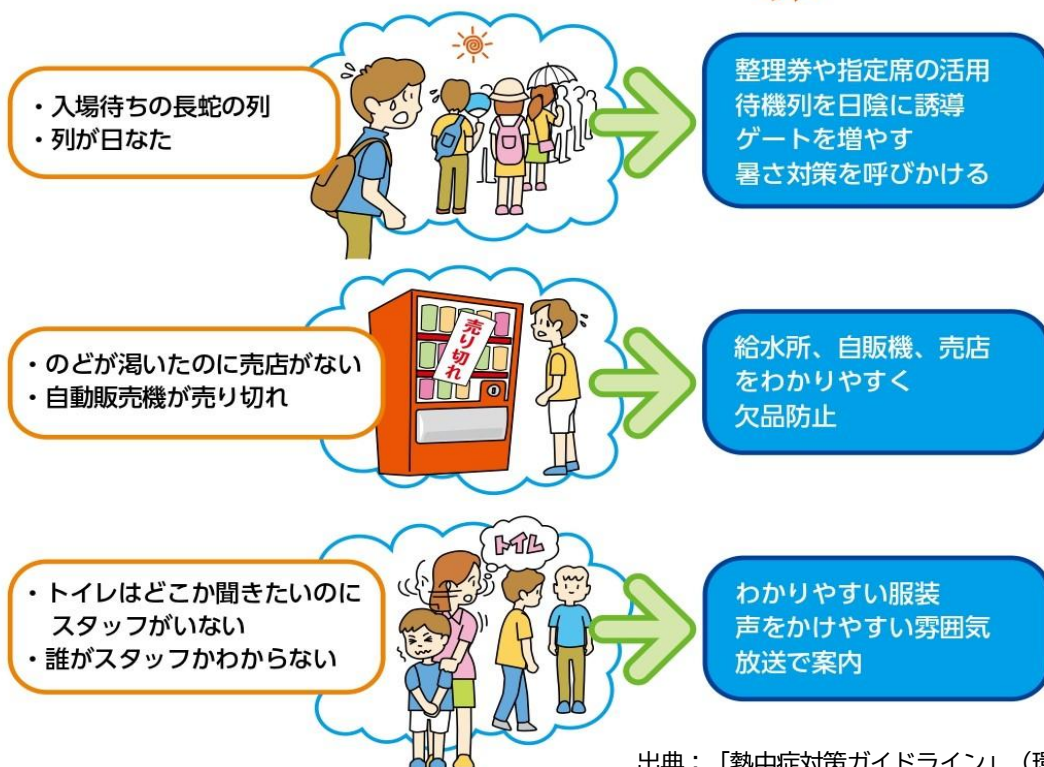 ・入場待ちの長蛇の列
・列が日なた
整理券や指定席の活用
待機列を日陰に誘導
ゲートを増やす
暑さ対策を呼びかける
・のどが渇いたのに売店がない
・自動販売機が売り切れ
売り切れ
給水所、自販機、売店
をわかりやすく
欠品防止
・トイレはどこか聞きたいのに
スタッフがいない
・誰がスタッフかわからない
トイレ
わかりやすい服装
声をかけやすい雰囲気
放送で案内
出典：「熱中症対策ガイドライン」（環